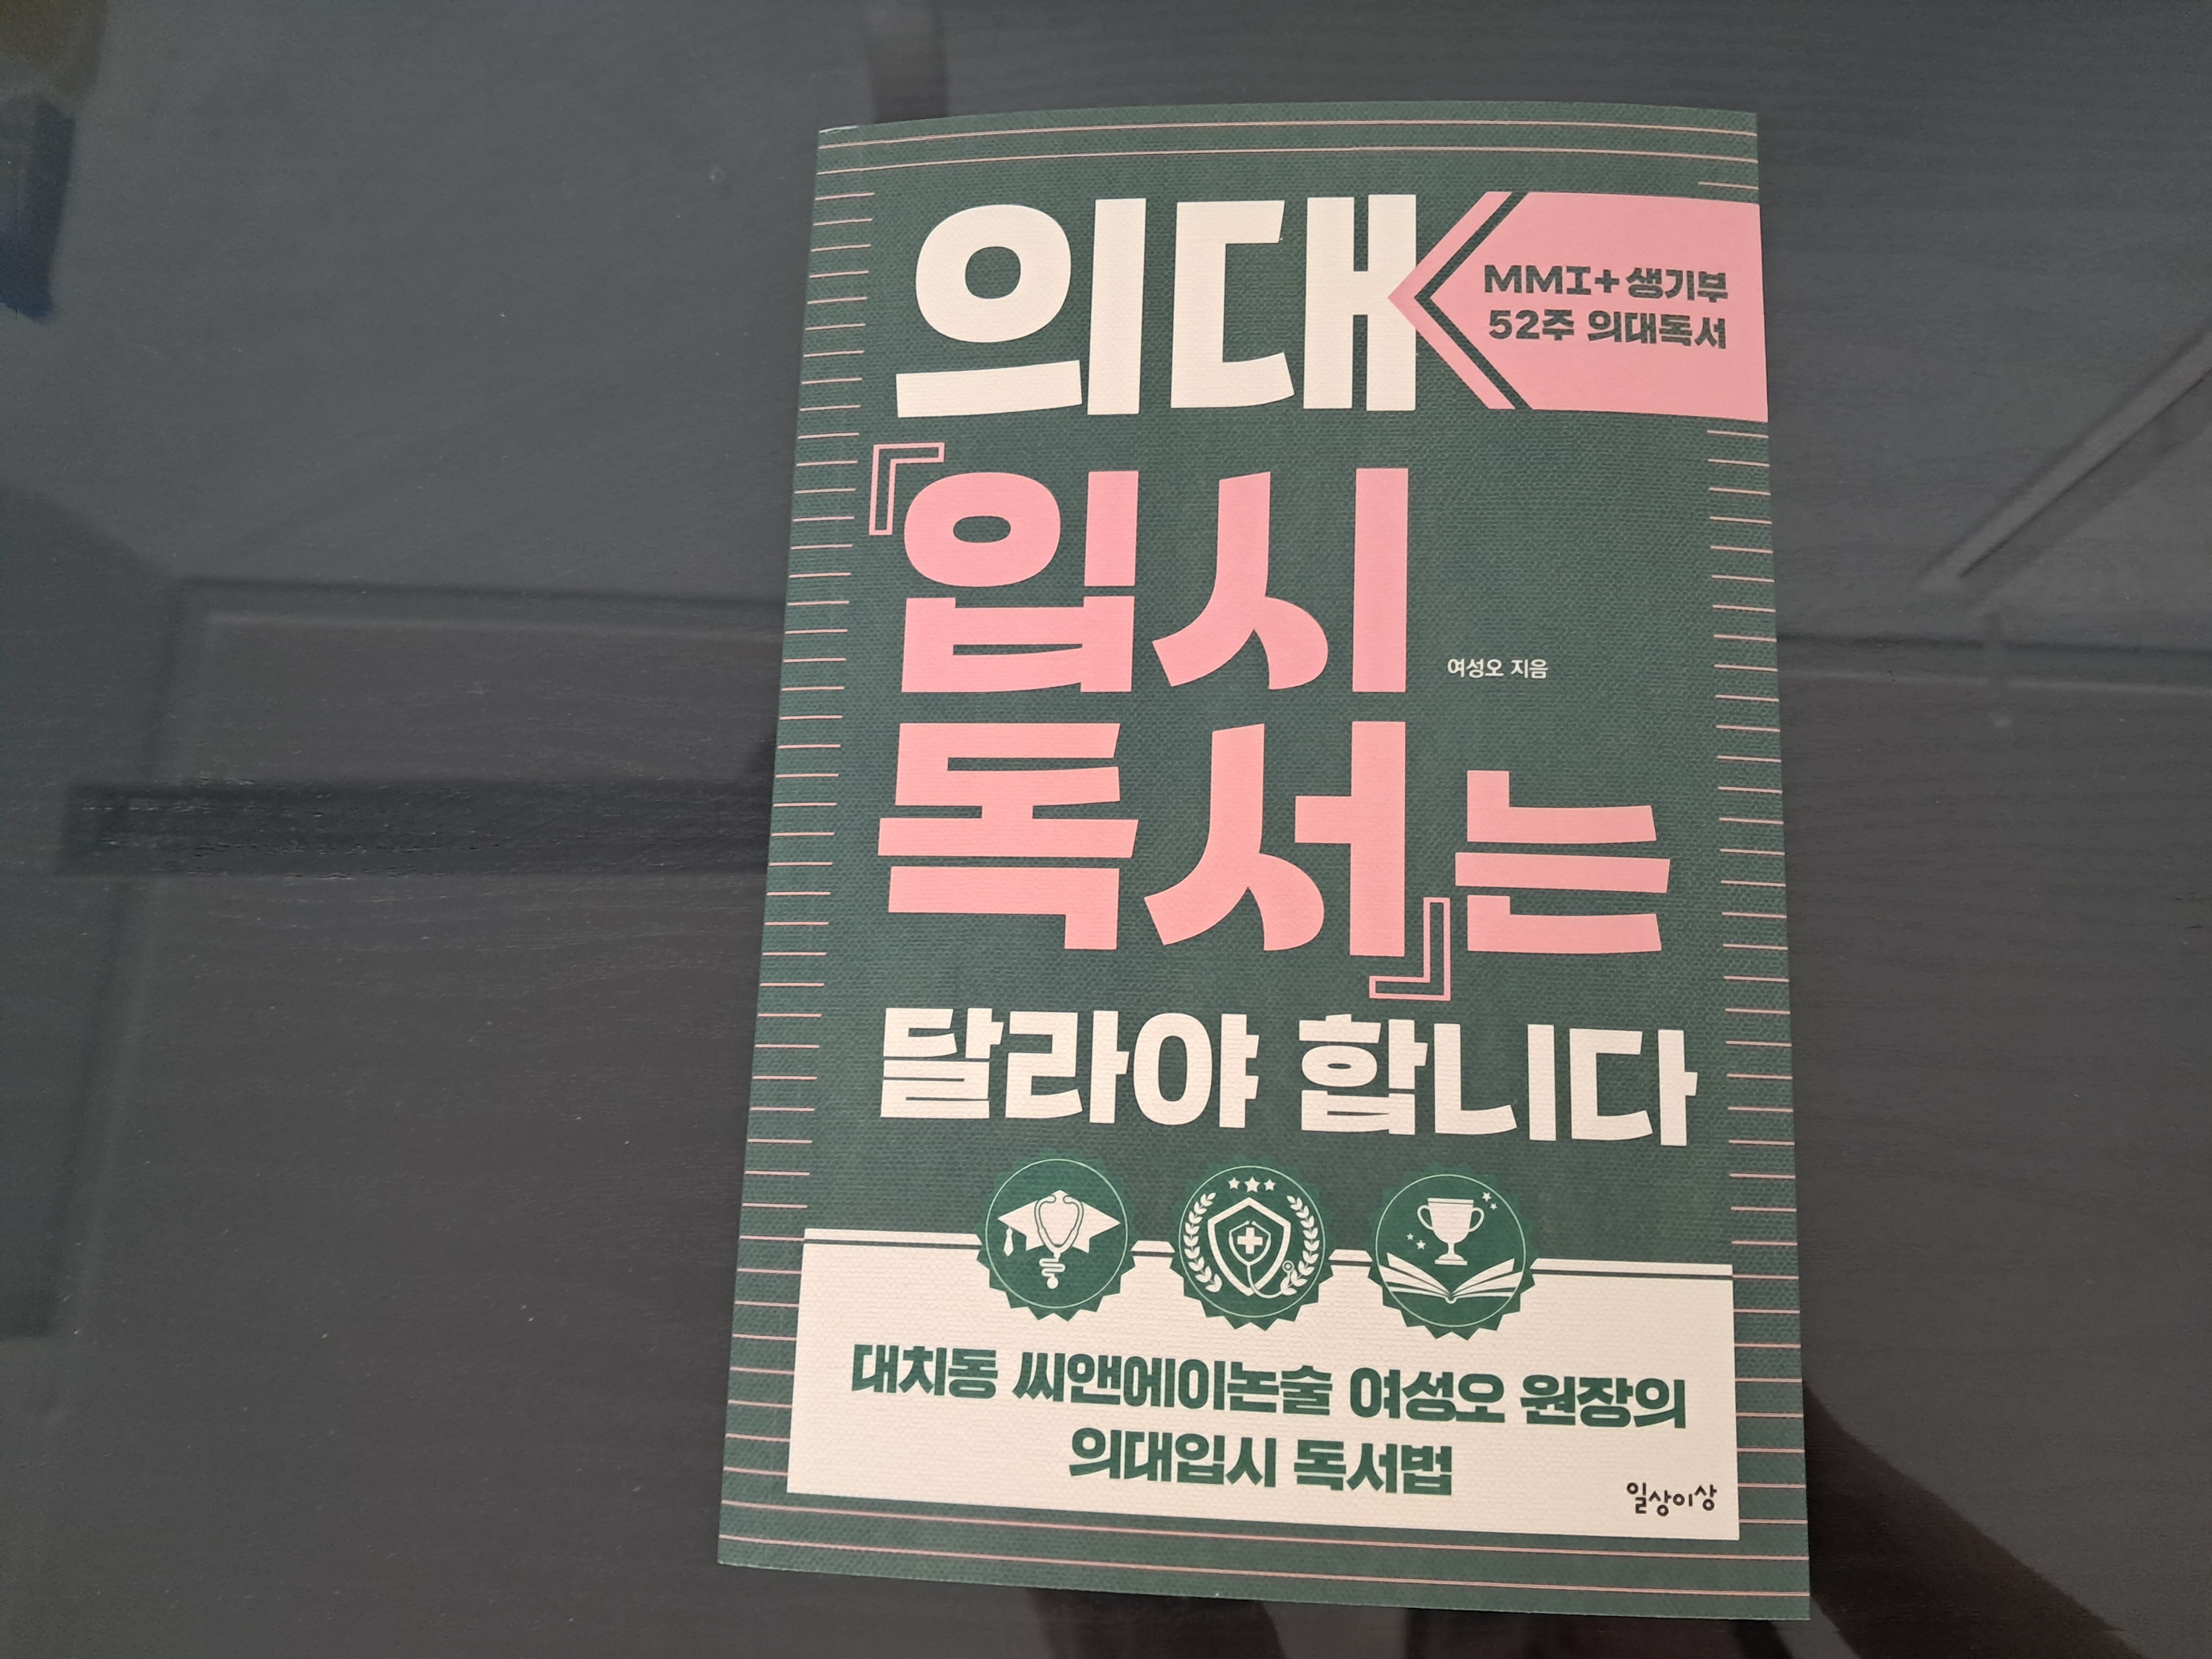 의대
MMI+생기부
52주 의대독서
『입시
여성오 지음
독서』는
달라야 합니다
대치동 씨앤에이논술 여성오 원장의
의대입시 독서법
일상이상